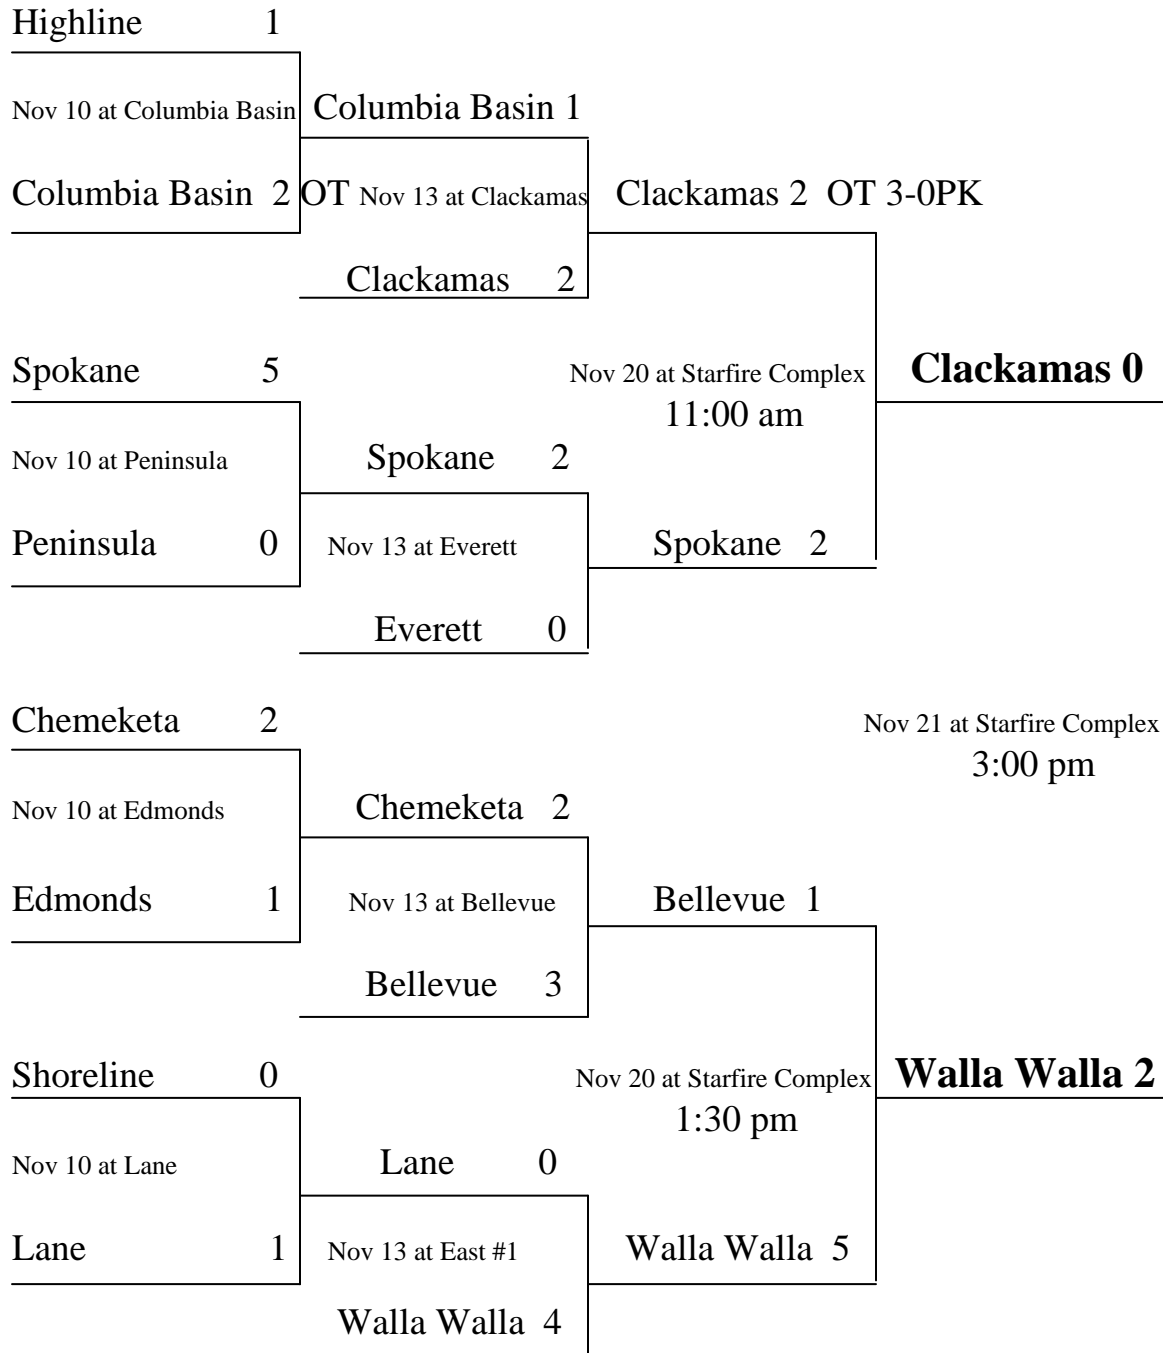 Highline 1
Nov 10 at Columbia Basin Columbia Basin 1
Columbia Basin 2 OT Nov 13 at Clackamas Clackamas 2 OT 3-0PK
Clackamas 2
Spokane 5 Nov 20 at Starfire Complex Clackamas 0
11:00 am
Nov 10 at Peninsula Spokane 2
Peninsula 0 Nov 13 at Everett Spokane 2
Everett 0
Chemeketa 2 Nov 21 at Starfire Complex
3:00 pm
Nov 10 at Edmonds Chemeketa 2
Edmonds 1 Nov 13 at Bellevue Bellevue 1
Bellevue 3
Shoreline 0 Nov 20 at Starfire Complex Walla Walla 2
1:30 pm
Nov 10 at Lane Lane 0
Lane 1 Nov 13 at East #1 Walla Walla 5
Walla Walla 4